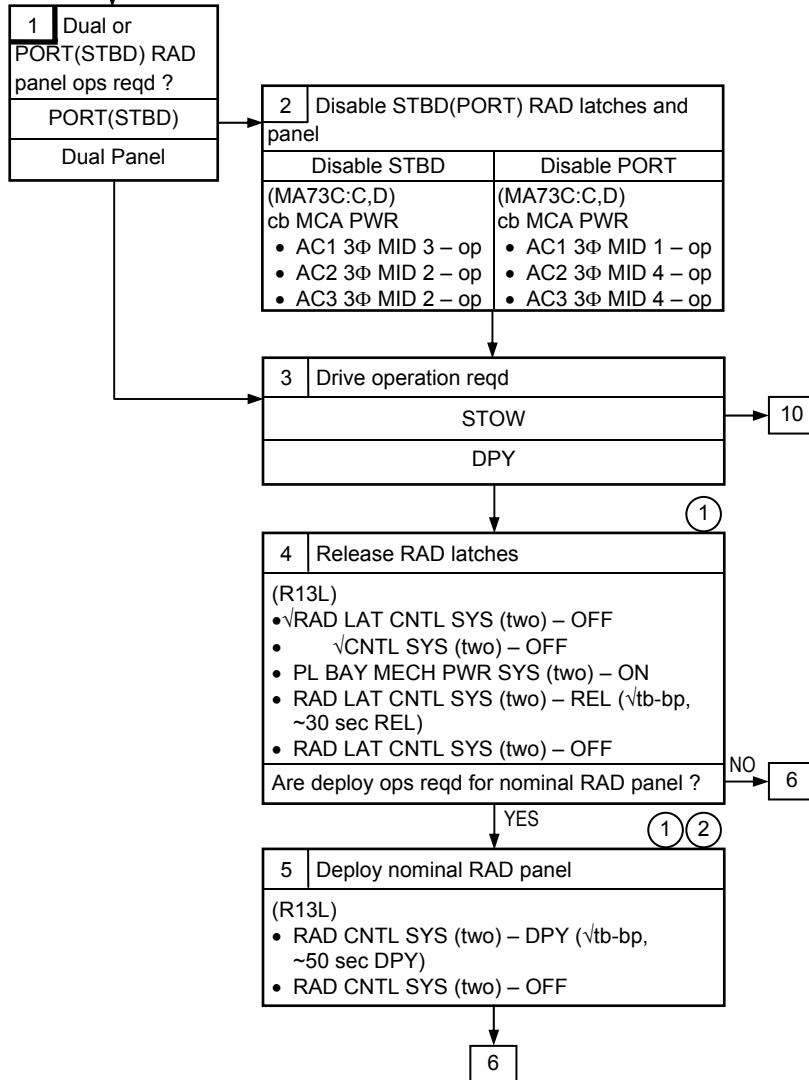 1 Dual or
PORT(STBD) RAD
panel ops reqd ?
PORT(STBD)
Dual Panel
2 Disable STBD(PORT) RAD latches and
panel
Disable STBD
(MA73C:C,D)
cb MCA PWR
• AC1 3Φ MID 3 – op
• AC2 3Φ MID 2 – op
• AC3 3Φ MID 2 – op
Disable PORT
(MA73C:C,D)
cb MCA PWR
• AC1 3Φ MID 1 – op
• AC2 3Φ MID 4 – op
• AC3 3Φ MID 4 – op
3 Drive operation reqd
STOW
10
DPY
1
4 Release RAD latches
(R13L)
•√RAD LAT CNTL SYS (two) – OFF
• √CNTL SYS (two) – OFF
• PL BAY MECH PWR SYS (two) – ON
• RAD LAT CNTL SYS (two) – REL (√tb-bp,
~30 sec REL)
• RAD LAT CNTL SYS (two) – OFF
Are deploy ops reqd for nominal RAD panel ?
NO
6
YES
1 2
5 Deploy nominal RAD panel
(R13L)
• RAD CNTL SYS (two) – DPY (√tb-bp,
~50 sec DPY)
• RAD CNTL SYS (two) – OFF
6